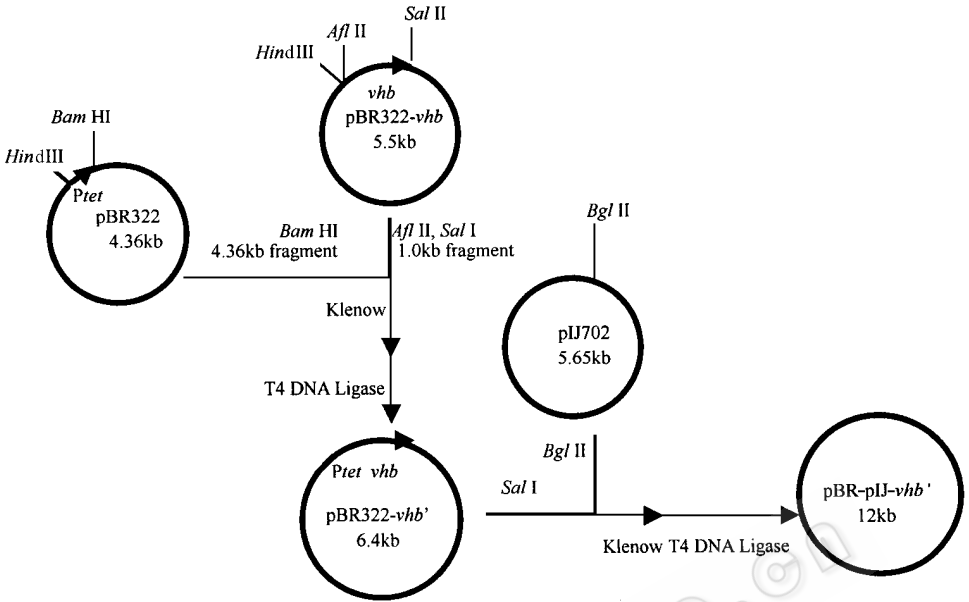 Sal II
Afl II
HindIII
vhb
pBR322-vhb
5.5kb
Bam HI
HindIII
Ptet
pBR322
4.36kb
Bam HI
4.36kb fragment
Afl II, Sal I
1.0kb fragment
Klenow
T4 DNA Ligase
Bgl II
pIJ702
5.65kb
Ptet vhb
pBR322-vhb'
6.4kb
Bgl II
Sal I
Klenow T4 DNA Ligase
pBR-pIJ-vhb'
12kb
.cn